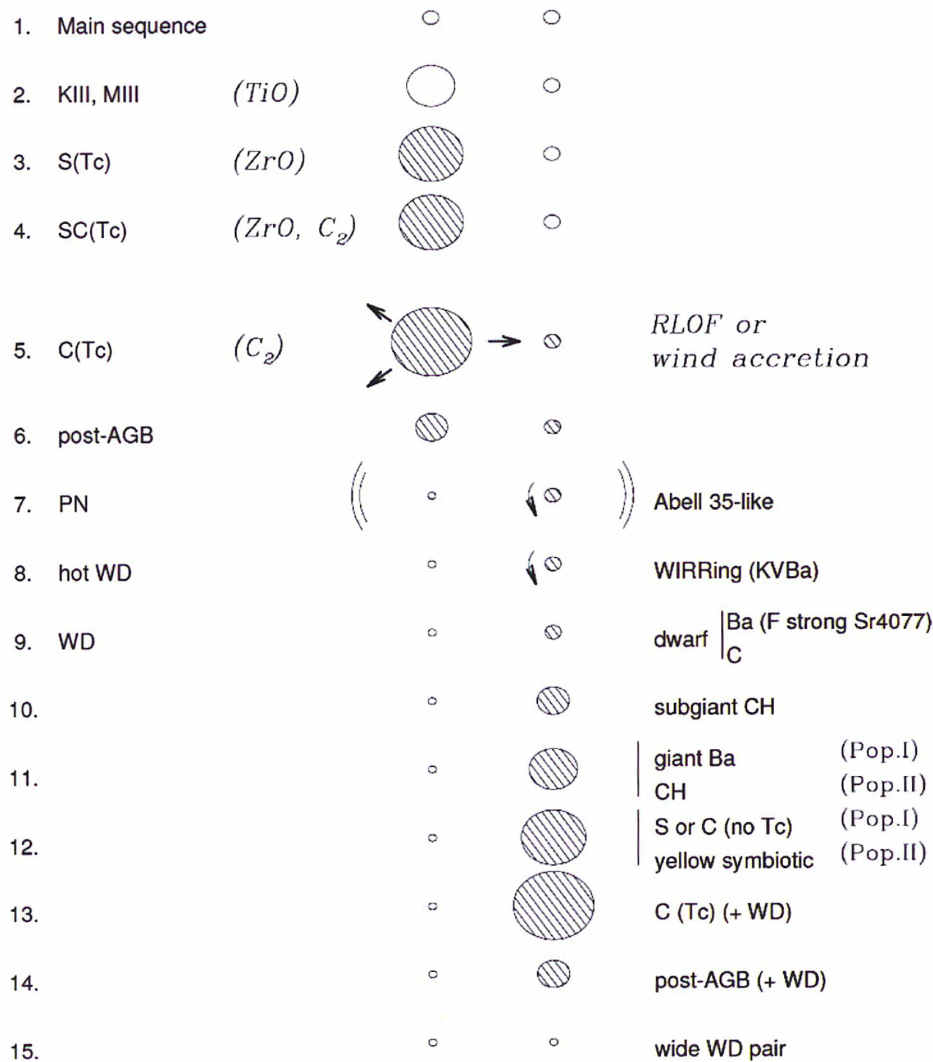 1. Main sequence
2. KIII, MIII (TiO)
3. S(Tc) (ZrO)
4. SC(Tc) (ZrO, C₂)
5. C(Tc) (C₂) RLOF or
wind accretion
6. post-AGB
7. PN Abell 35-like
8. hot WD WIRRing (KVBa)
9. WD dwarf Ba (F strong Sr4077)
C
10. subgiant CH
11. giant Ba (Pop.I)
CH (Pop.II)
12. S or C (no Tc) (Pop.I)
yellow symbiotic (Pop.II)
13. C (Tc) (+ WD)
14. post-AGB (+ WD)
15. wide WD pair